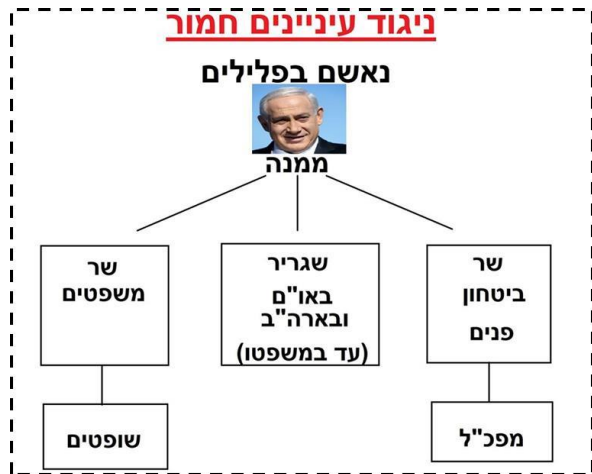 ניגוד עיניינים חמור
נאשם בפלילים
ממנה
שר
משפטים
שופטים
שגריר
באו"ם
ובארה"ב
(עד במשפטו)
שר
ביטחון
פנים
מפכ"ל